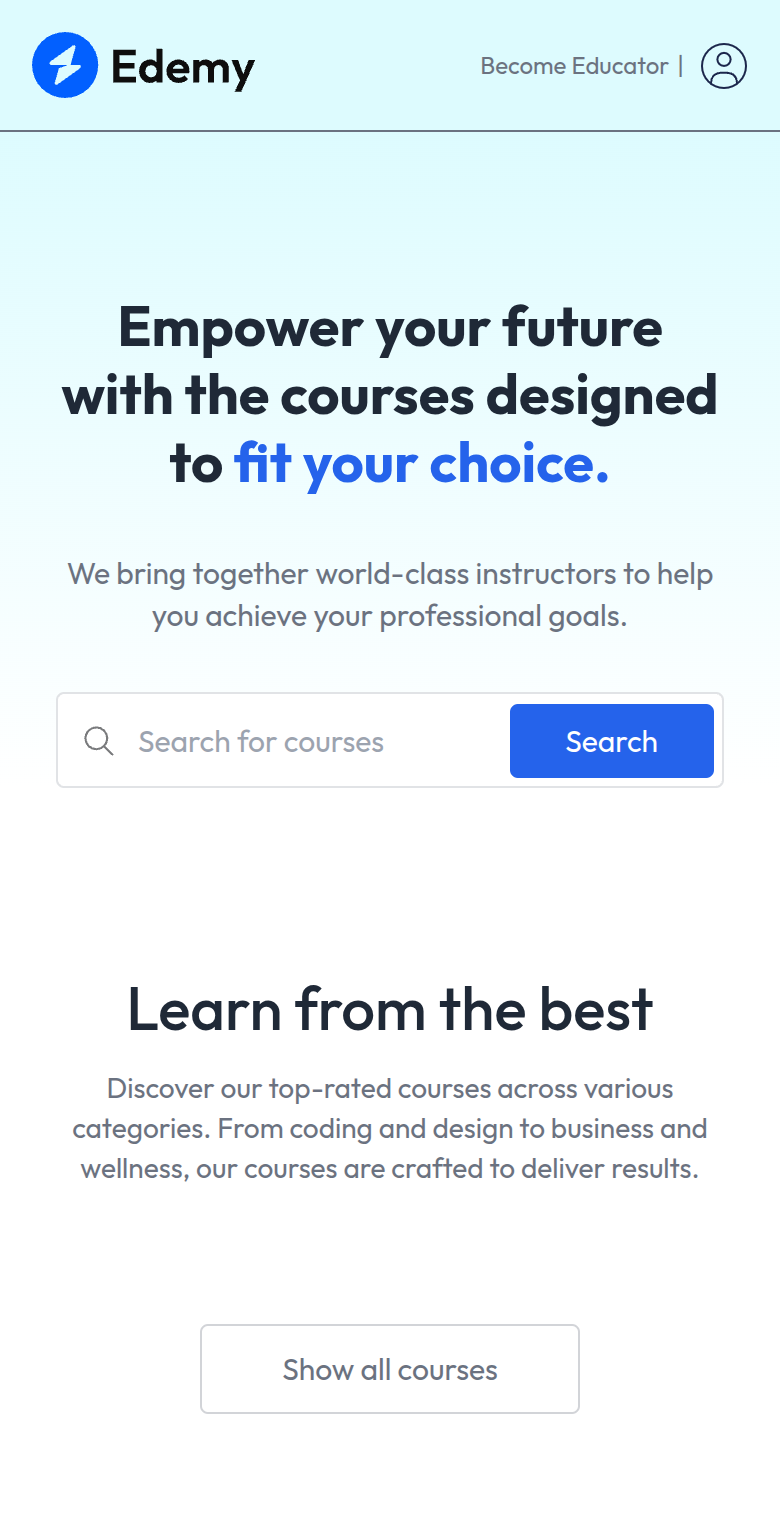 Edemy
Become Educator |
Empower your future
with the courses designed
to fit your choice.
We bring together world-class instructors to help
you achieve your professional goals.
Search for courses
Search
Learn from the best
Discover our top-rated courses across various
categories. From coding and design to business and
wellness, our courses are crafted to deliver results.
Show all courses